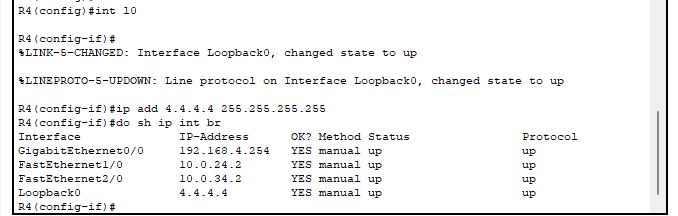 R4(config)#int l0
R4(config-if)#
%LINK-5-CHANGED: Interface Loopback0, changed state to up
%LINEPROTO-5-UPDOWN: Line protocol on Interface Loopback0, changed state to up
R4(config-if)#ip add 4.4.4.4 255.255.255.255
R4(config-if)#do sh ip int br
Interface IP-Address OK? Method Status Protocol
GigabitEthernet0/0 192.168.4.254 YES manual up up
FastEthernet1/0 10.0.24.2 YES manual up up
FastEthernet2/0 10.0.34.2 YES manual up up
Loopback0 4.4.4.4 YES manual up up
R4(config-if)#